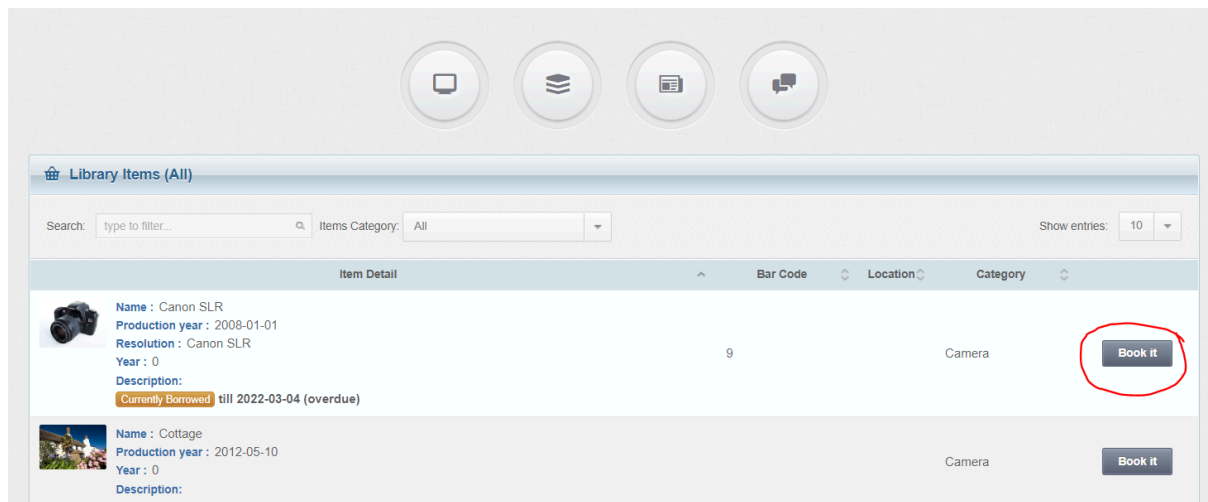 Library Items (All)
Search: type to filter... Items Category: All Show entries: 10
Item Detail Bar Code Location Category
Name : Canon SLR
Production year : 2008-01-01
Resolution : Canon SLR
Year : 0
9 Camera Book it
Description:
Currently Borrowed till 2022-03-04 (overdue)
Name : Cottage
Production year : 2012-05-10
Year : 0
Camera Book it
Description: